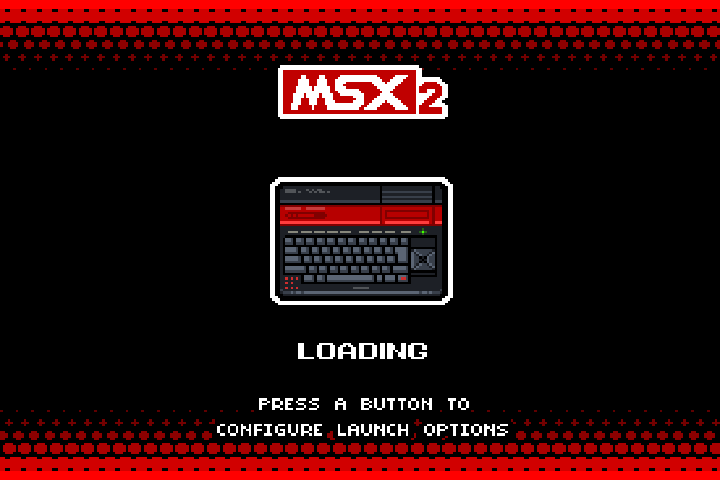 MSX2
LOADING
PRESS A BUTTON TO
CONFIGURE LAUNCH OPTIONS